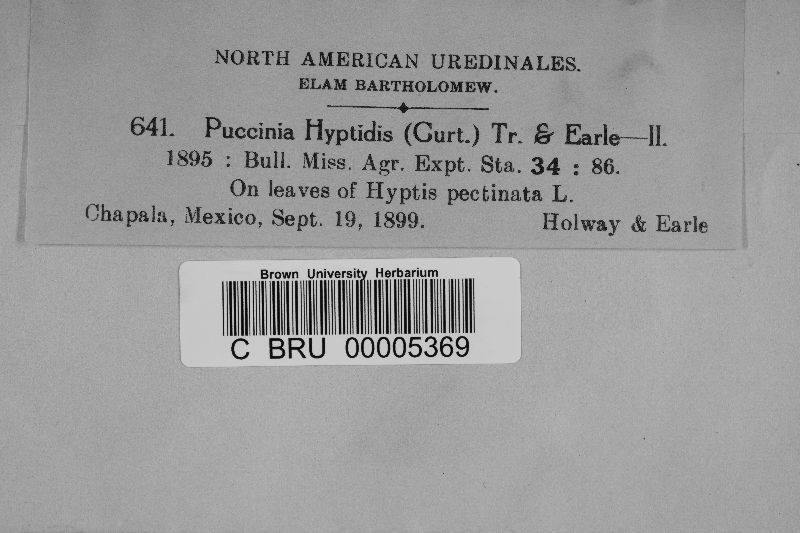 NORTH AMERICAN UREDINALES.
ELAM BARTHOLOMEW.
641. Puccinia Hyptidis (Curt.) Tr. & Earle—II.
1895 : Bull. Miss. Agr. Expt. Sta. 34 : 86.
On leaves of Hyptis pectinata L.
Chapala, Mexico, Sept. 19, 1899. Holway & Earle
Brown University Herbarium
C BRU 00005369